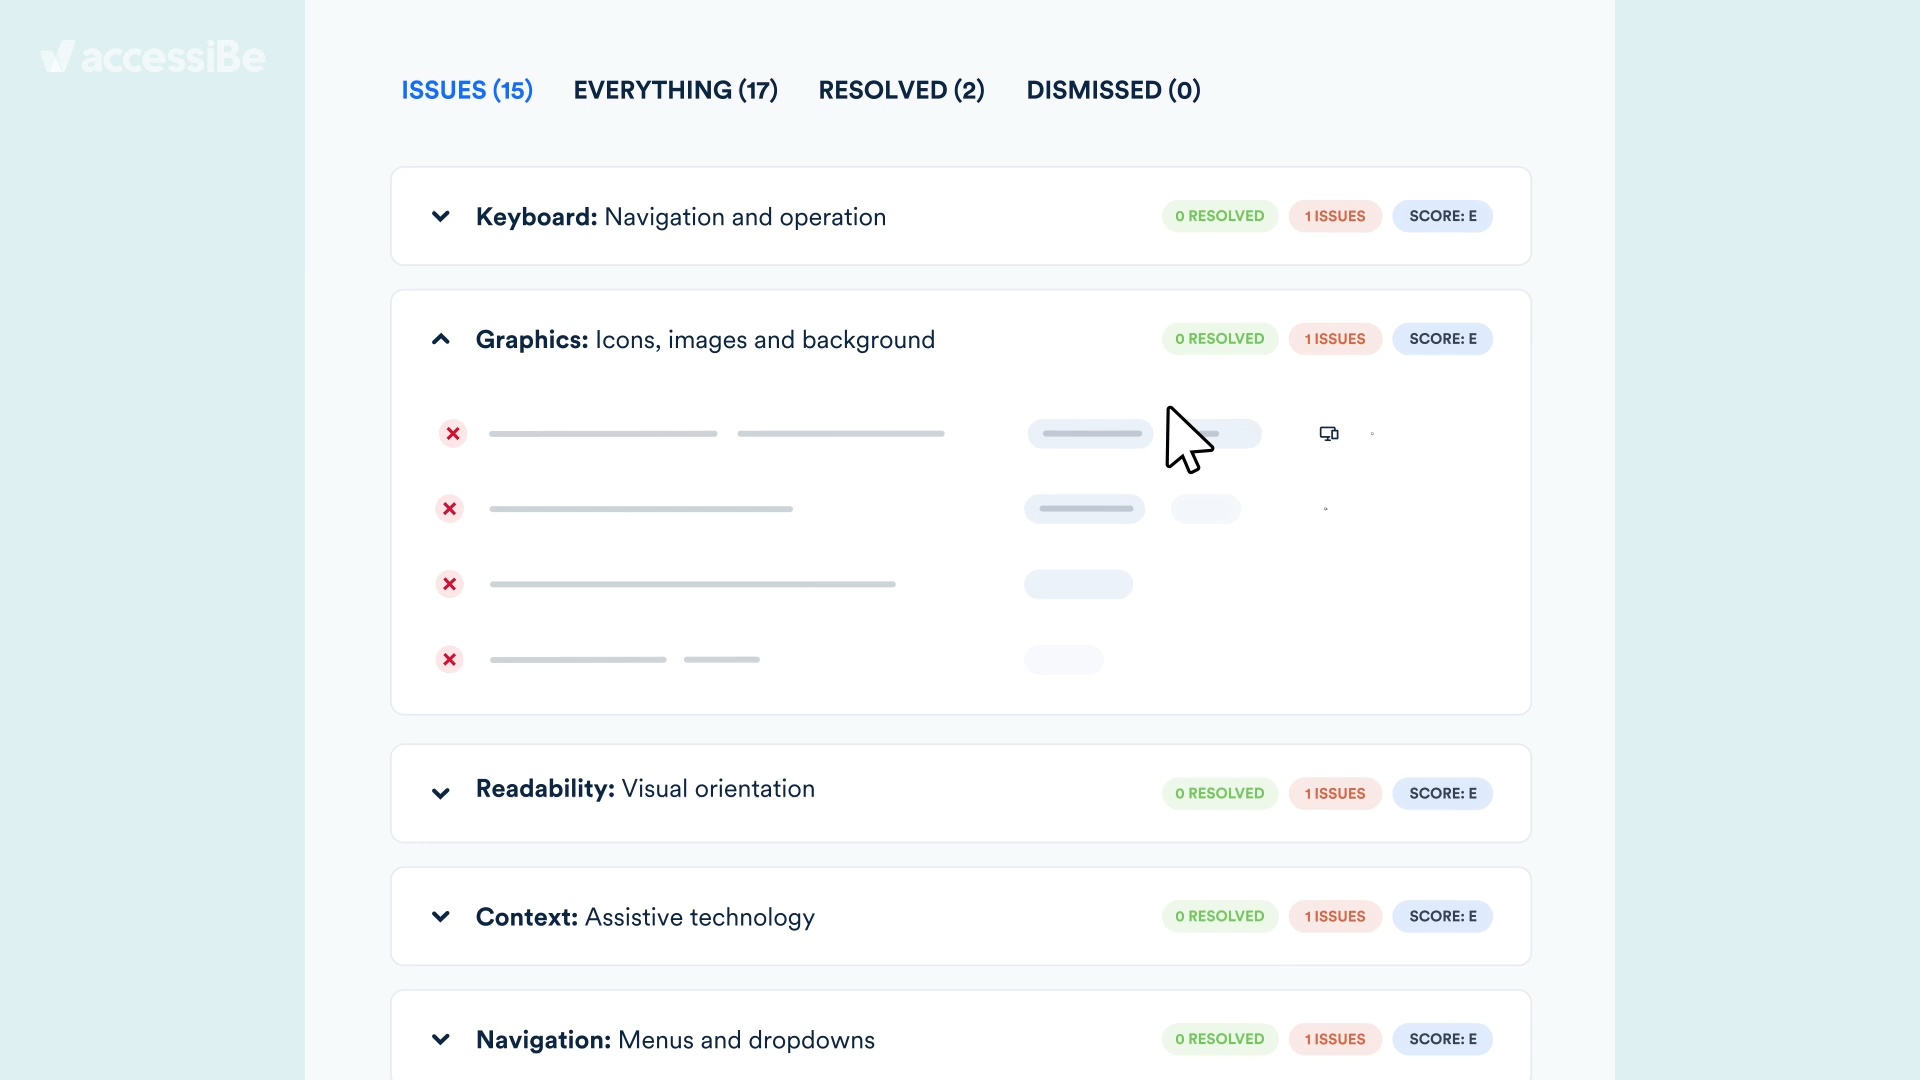 accessiBe
ISSUES (15) EVERYTHING (17) RESOLVED (2) DISMISSED (0)
Keyboard: Navigation and operation 0 RESOLVED 1 ISSUES SCORE: E
Graphics: Icons, images and background 0 RESOLVED 1 ISSUES SCORE: E
Readability: Visual orientation 0 RESOLVED 1 ISSUES SCORE: E
Context: Assistive technology 0 RESOLVED 1 ISSUES SCORE: E
Navigation: Menus and dropdowns 0 RESOLVED 1 ISSUES SCORE: E